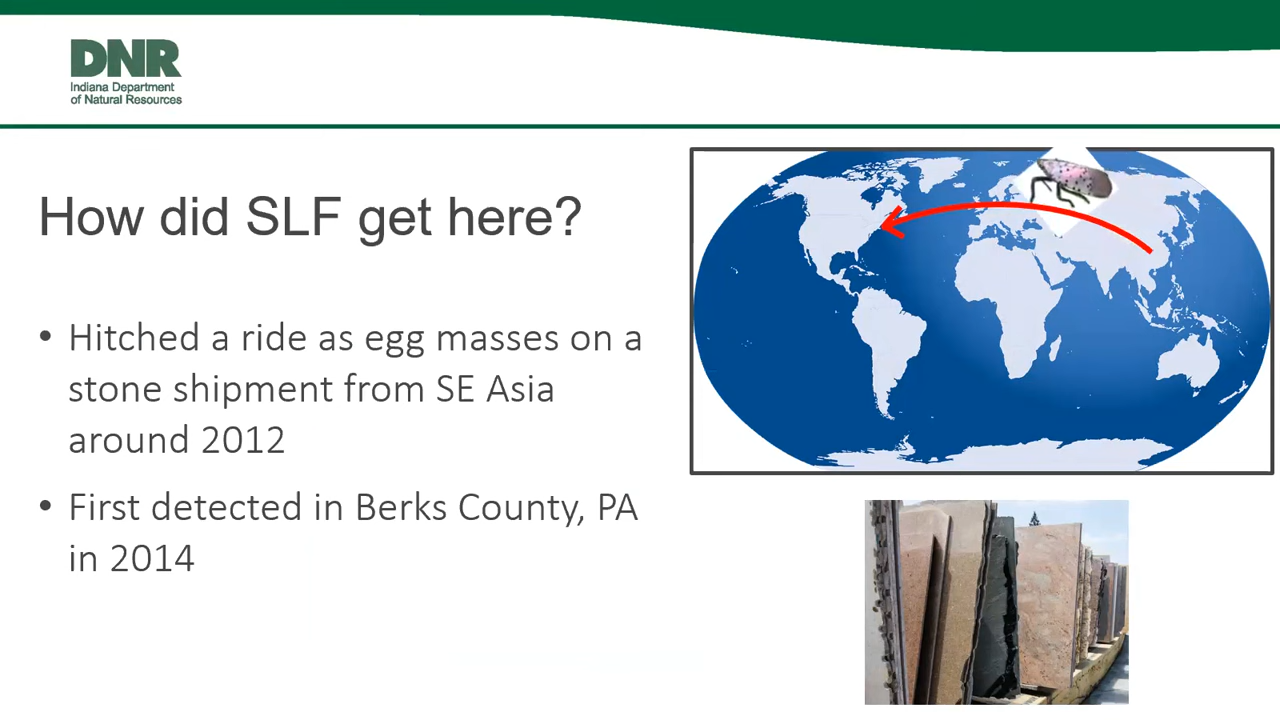 DNR
Indiana Department
of Natural Resources
How did SLF get here?
• Hitched a ride as egg masses on a
stone shipment from SE Asia
around 2012
• First detected in Berks County, PA
in 2014